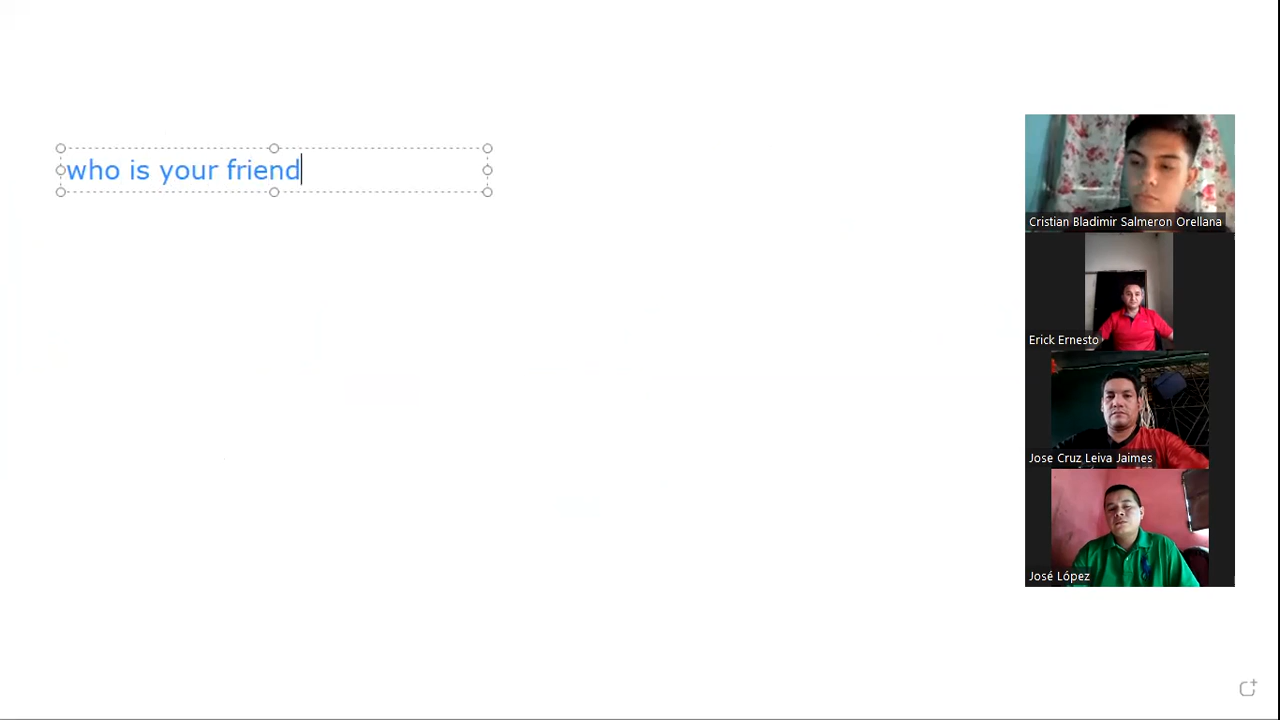 who is your friend
Cristian Bladimir Salmeron Orellana
Erick Ernesto
Jose Cruz Leiva Jaimes
José López